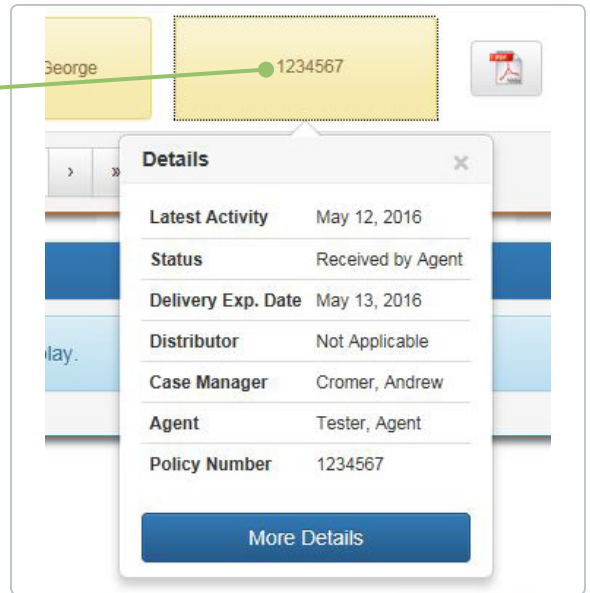 George 1234567
› »
Details ×
Latest Activity May 12, 2016
Status Received by Agent
Delivery Exp. Date May 13, 2016
Distributor Not Applicable
lay.
Case Manager Cromer, Andrew
Agent Tester, Agent
Policy Number 1234567
More Details